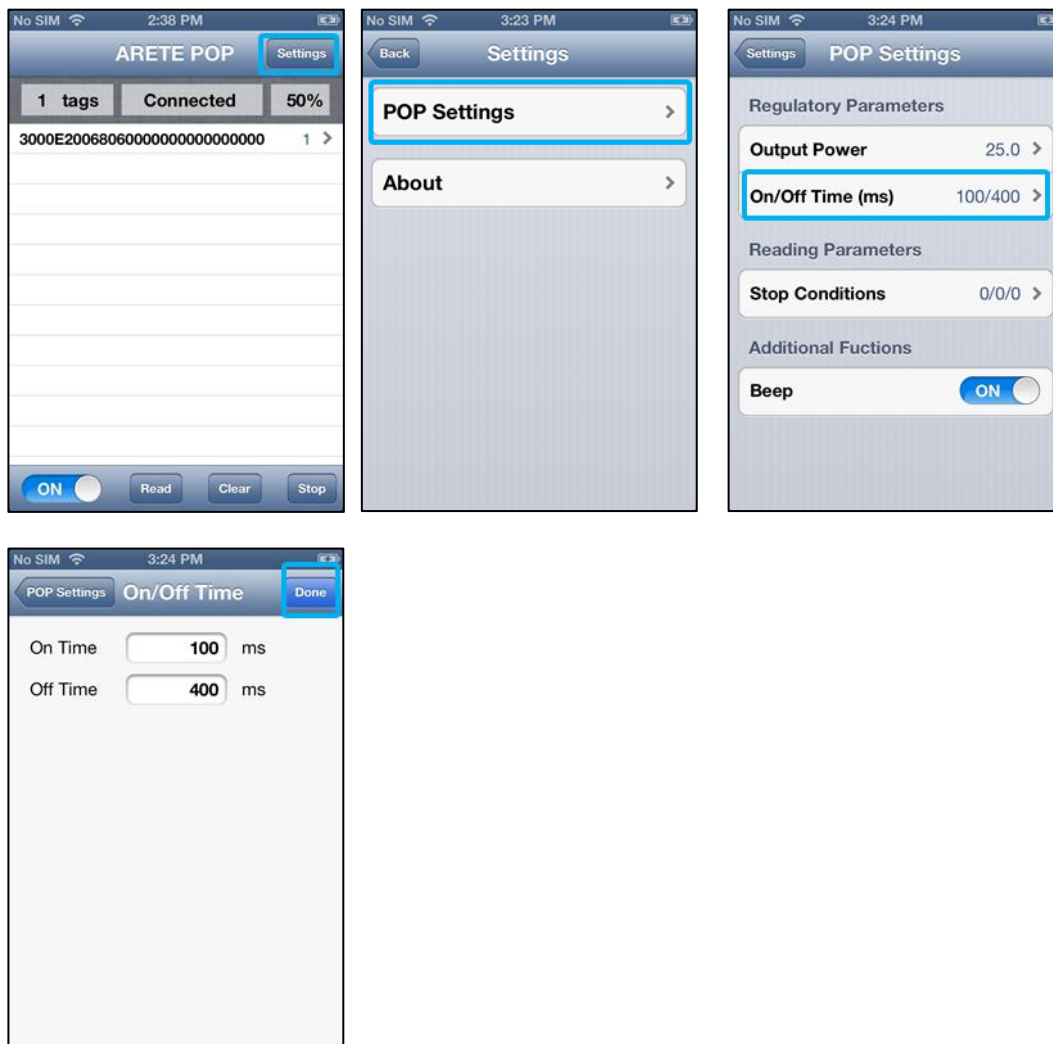 No SIM 2:38 PM
ARETE POP Settings
1 tags Connected 50%
3000E20068060000000000000000 1
ON Read Clear Stop
No SIM 3:23 PM
Back Settings
POP Settings
About
No SIM 3:24 PM
Settings POP Settings
Regulatory Parameters
Output Power 25.0
On/Off Time (ms) 100/400
Reading Parameters
Stop Conditions 0/0/0
Additional Fuctions
Beep ON
No SIM 3:24 PM
POP Settings On/Off Time Done
On Time 100 ms
Off Time 400 ms